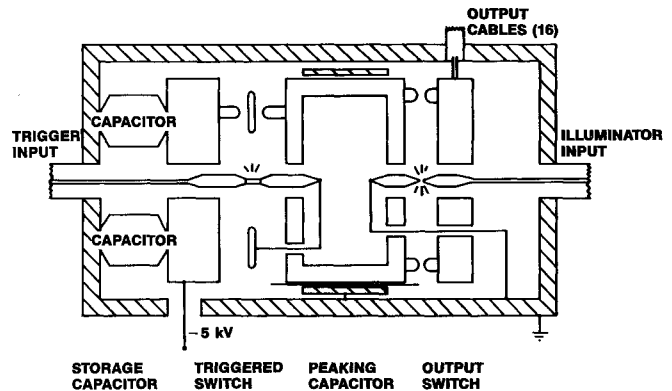 OUTPUT
CABLES (16)
CAPACITOR
TRIGGER
INPUT
ILLUMINATOR
INPUT
CAPACITOR
–5 kV
STORAGE
CAPACITOR
TRIGGERED
SWITCH
PEAKING
CAPACITOR
OUTPUT
SWITCH